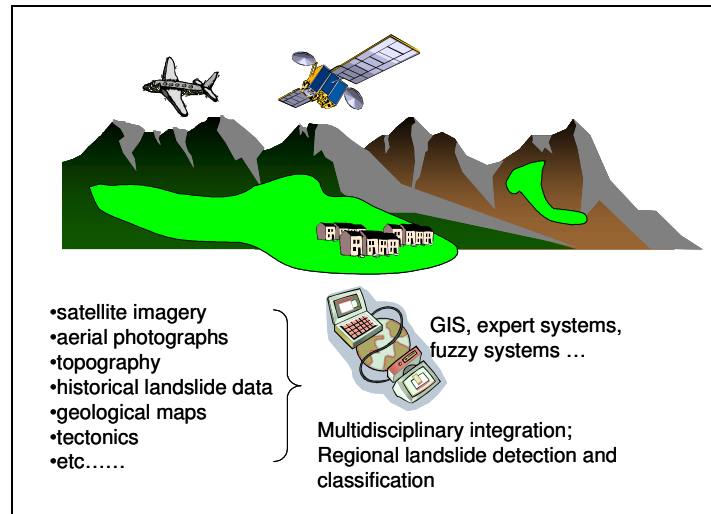 •satellite imagery
•aerial photographs
•topography
•historical landslide data
•geological maps
•tectonics
•etc……
GIS, expert systems,
fuzzy systems …
Multidisciplinary integration;
Regional landslide detection and
classification